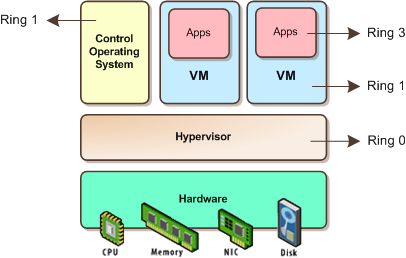 Ring 1
Control
Operating
System
Apps
VM
Apps
VM
Ring 3
Ring 1
Hypervisor
Ring 0
Hardware
CPU
Memory
NIC
Disk